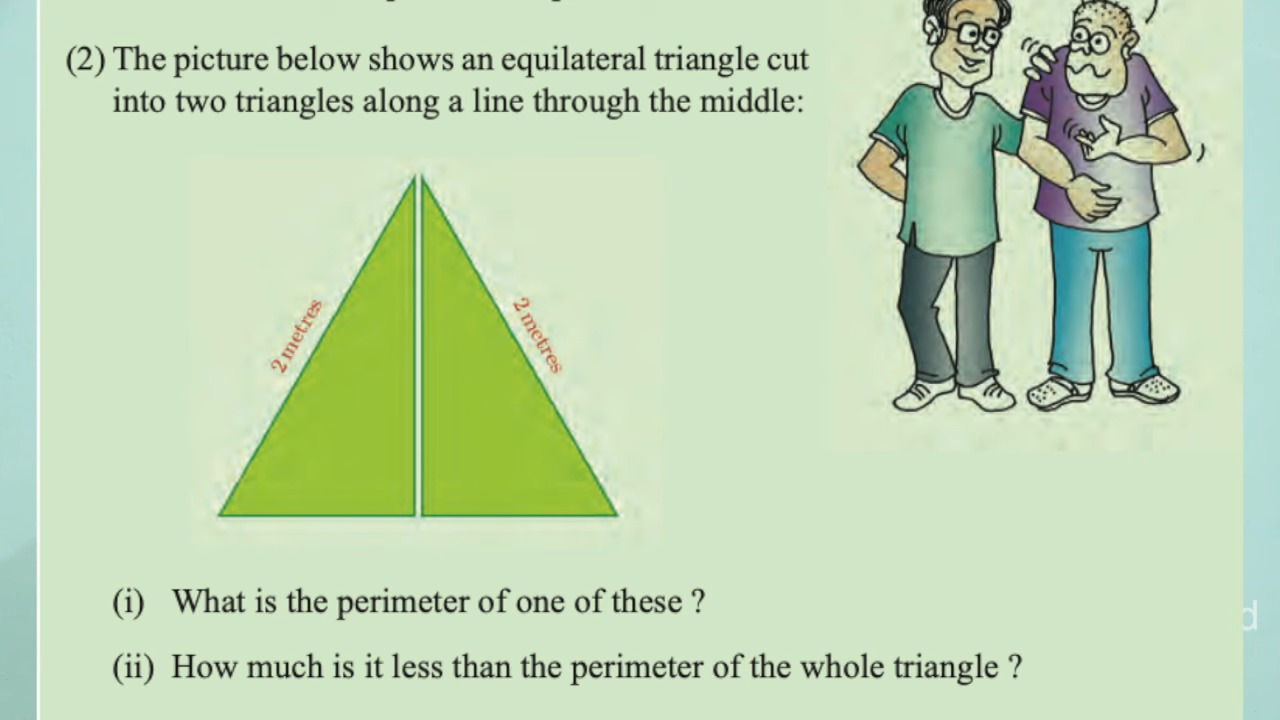 (2) The picture below shows an equilateral triangle cut
into two triangles along a line through the middle:
2 metres
2 metres
(i) What is the perimeter of one of these ?
(ii) How much is it less than the perimeter of the whole triangle ?